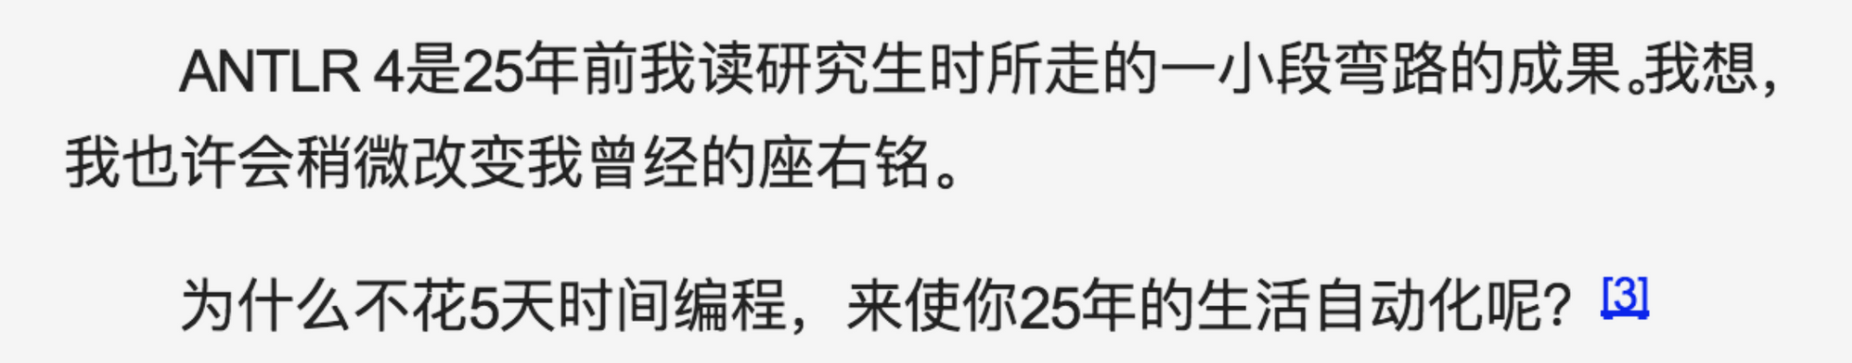 ANTLR 4是25年前我读研究生时所走的一小段弯路的成果。我想，
我也许会稍微改变我曾经的座右铭。
为什么不花5天时间编程，来使你25年的生活自动化呢？[3]